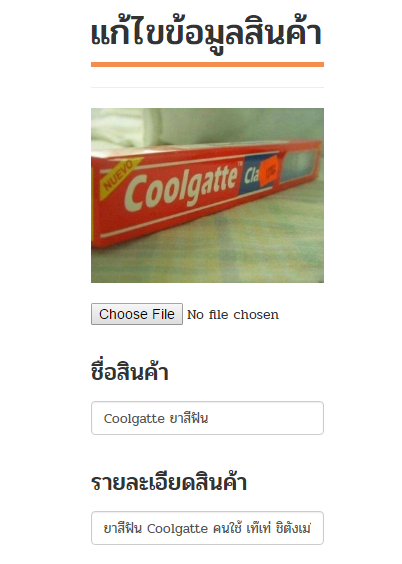 แก้ไขข้อมูลสินค้า
NUEVO
Coolgatte
Cla
Choose File No file chosen
ชื่อสินค้า
Coolgatte ยาสีฟัน
รายละเอียดสินค้า
ยาสีฟัน Coolgatte คนใช้ เท๊เท่ ชิตังเม